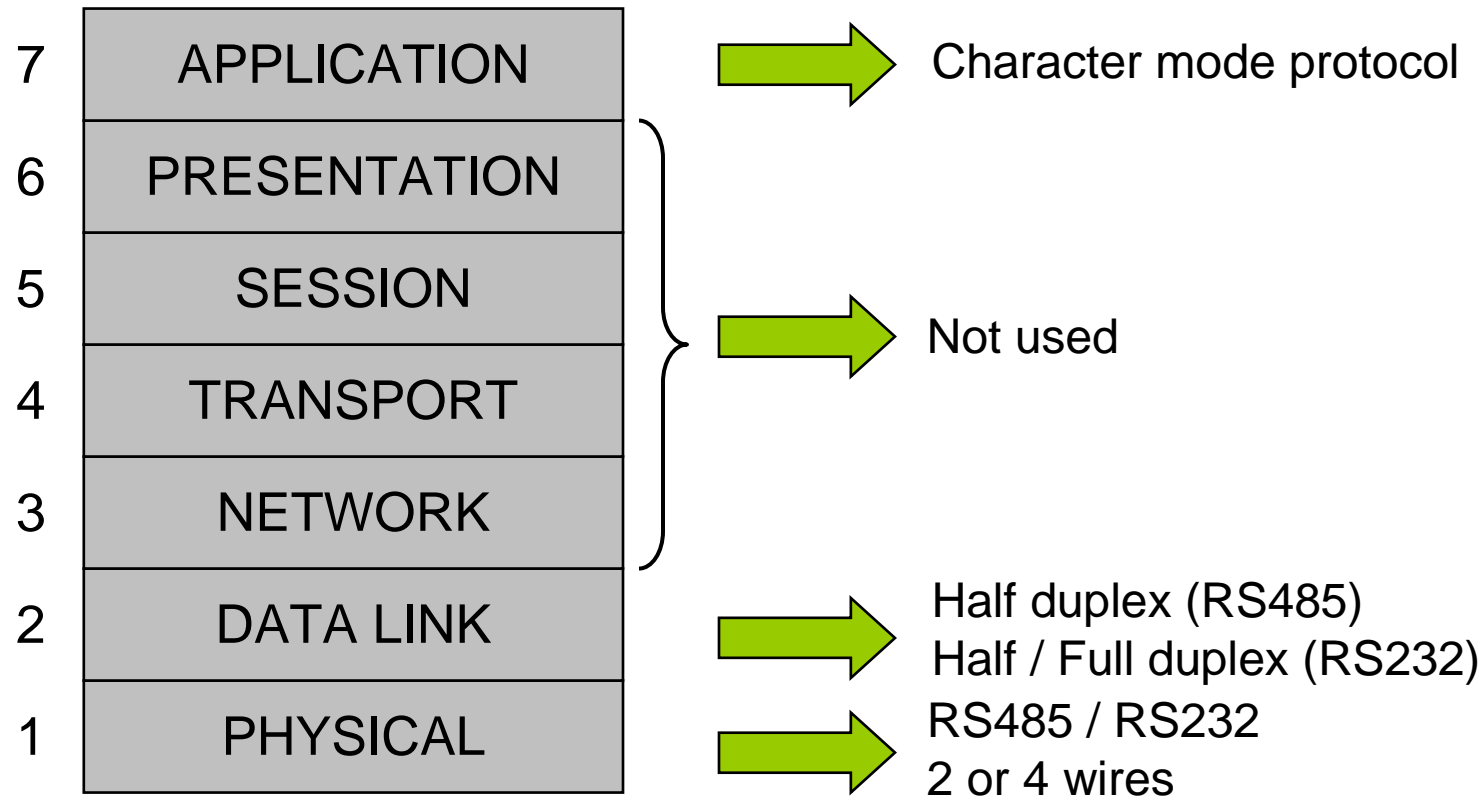 7 APPLICATION Character mode protocol
6 PRESENTATION
5 SESSION
Not used
4 TRANSPORT
3 NETWORK
2 DATA LINK Half duplex (RS485)
Half / Full duplex (RS232)
1 PHYSICAL RS485 / RS232
2 or 4 wires